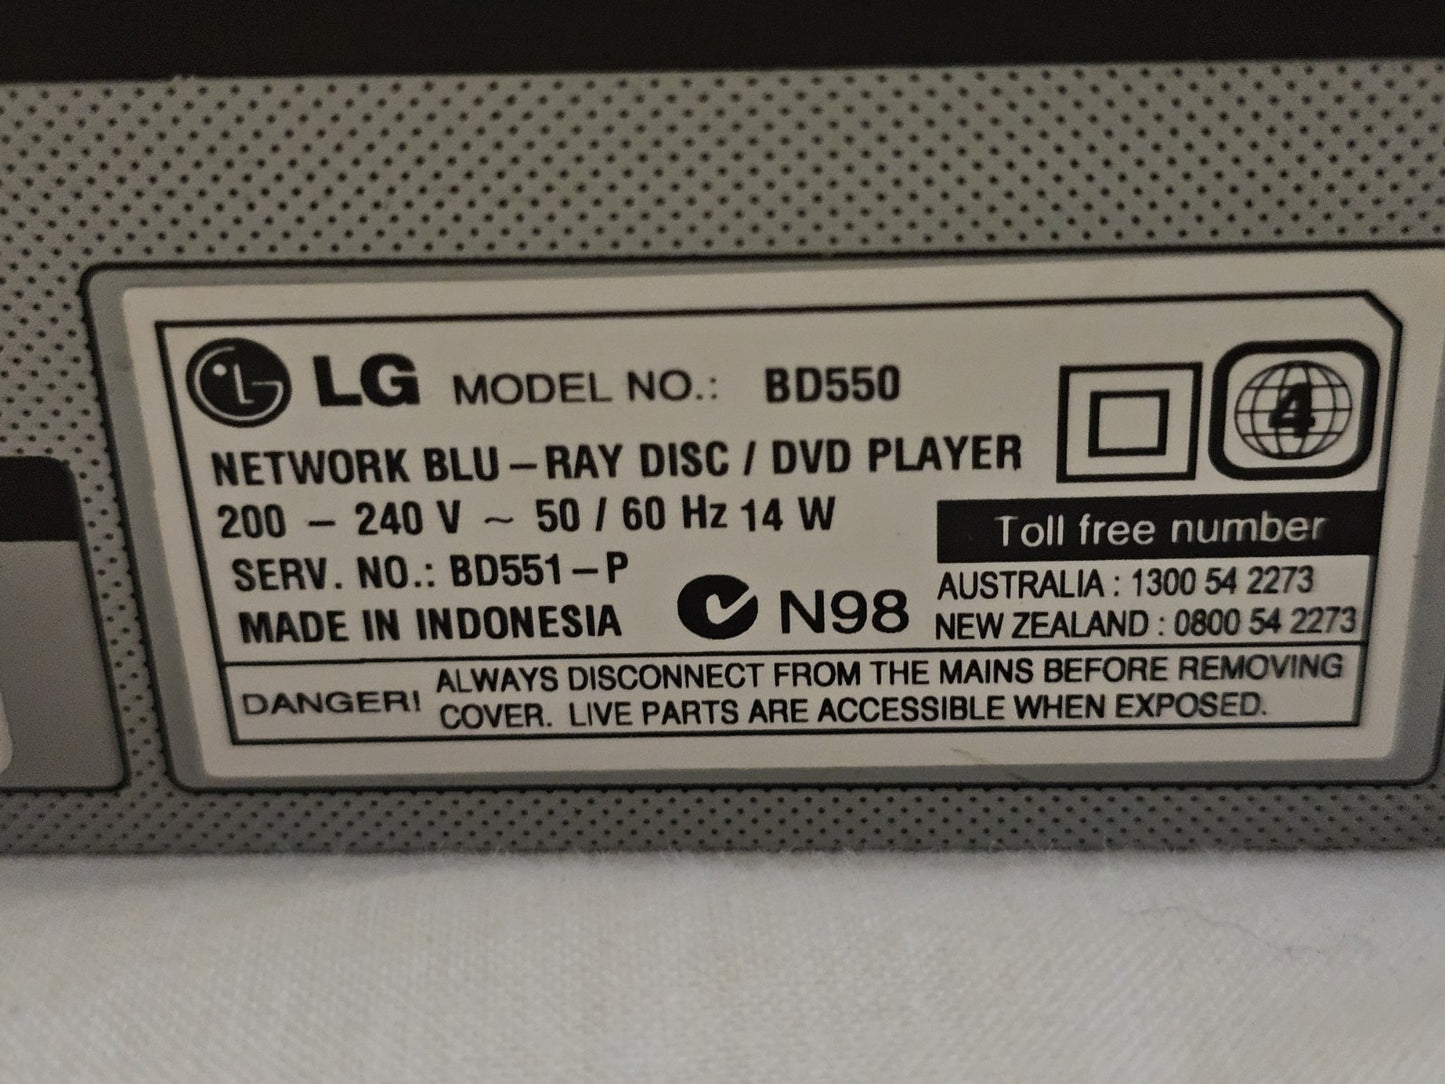 LG MODEL NO.: BD550
NETWORK BLU-RAY DISC / DVD PLAYER
200 - 240 V ~ 50 / 60 Hz 14 W
SERV. NO.: BD551-P
MADE IN INDONESIA
N98
4
Toll free number
AUSTRALIA : 1300 54 2273
NEW ZEALAND : 0800 54 2273
DANGER! ALWAYS DISCONNECT FROM THE MAINS BEFORE REMOVING
COVER. LIVE PARTS ARE ACCESSIBLE WHEN EXPOSED.